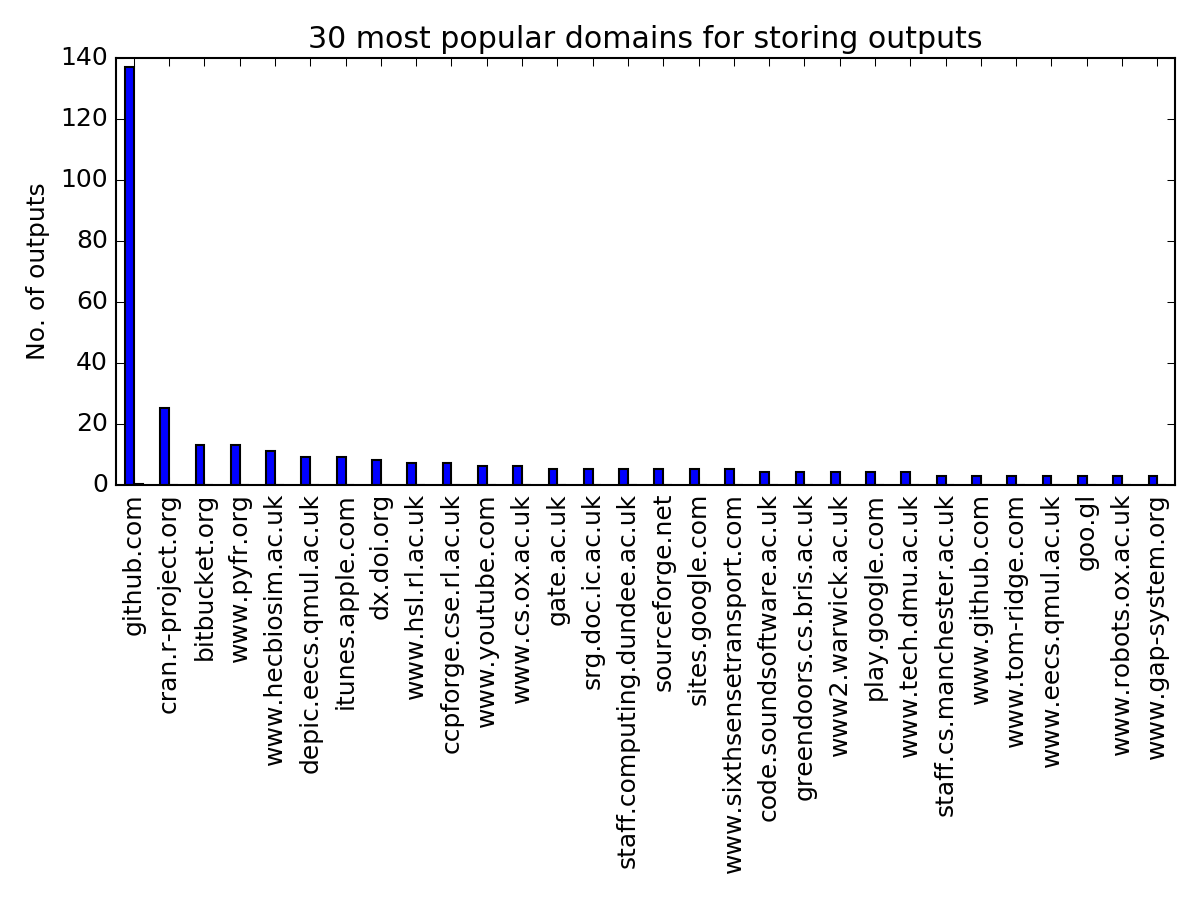 30 most popular domains for storing outputs
No. of outputs
140
120
100
80
60
40
20
0
github.com
cran.r-project.org
bitbucket.org
www.pyfr.org
www.hecbiosim.ac.uk
depic.eecs.qmul.ac.uk
itunes.apple.com
dx.doi.org
www.hsl.rl.ac.uk
ccpforge.cse.rl.ac.uk
www.youtube.com
www.cs.ox.ac.uk
gate.ac.uk
srg.doc.ic.ac.uk
staff.computing.dundee.ac.uk
sourceforge.net
sites.google.com
www.sixthsensetransport.com
code.soundsoftware.ac.uk
greendoors.cs.bris.ac.uk
www2.warwick.ac.uk
play.google.com
www.tech.dmu.ac.uk
staff.cs.manchester.ac.uk
www.github.com
www.tom-ridge.com
www.eecs.qmul.ac.uk
goo.gl
www.robots.ox.ac.uk
www.gap-system.org